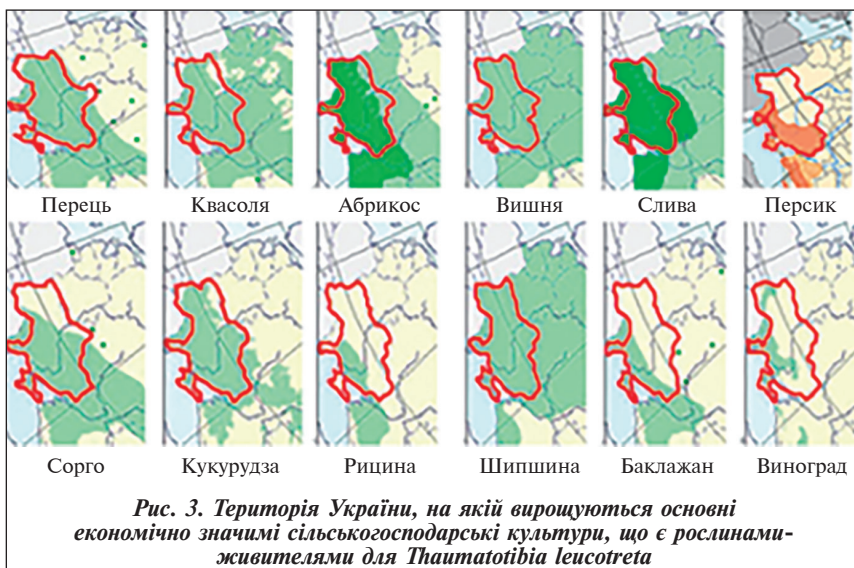 Перець Квасоля Абрикос Вишня Слива Персик
Сорго Кукурудза Рицина Шипшина Баклажан Виноград
Рис. 3. Територія України, на якій вирощуються основні
економічно значимі сільськогосподарські культури, що є рослинами-
живителями для Thaumatotibia leucotreta